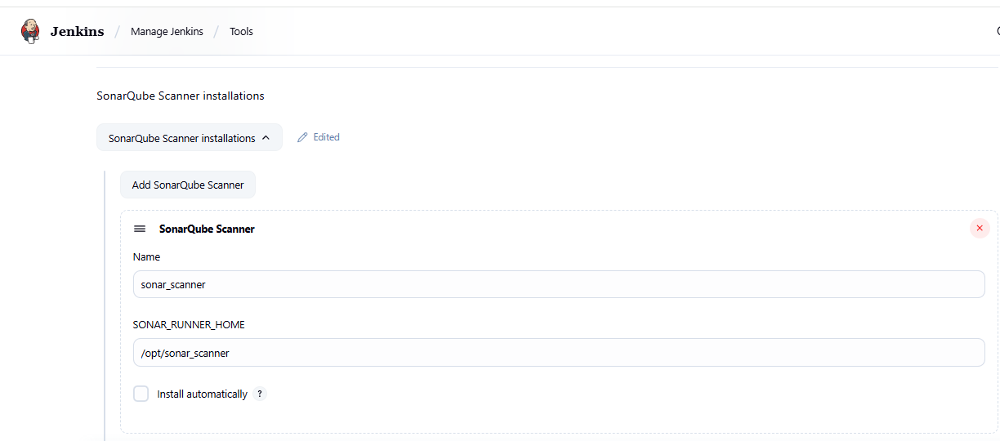 Jenkins / Manage Jenkins / Tools
SonarQube Scanner installations
SonarQube Scanner installations Edited
Add SonarQube Scanner
SonarQube Scanner
Name
sonar_scanner
SONAR_RUNNER_HOME
/opt/sonar_scanner
Install automatically ?